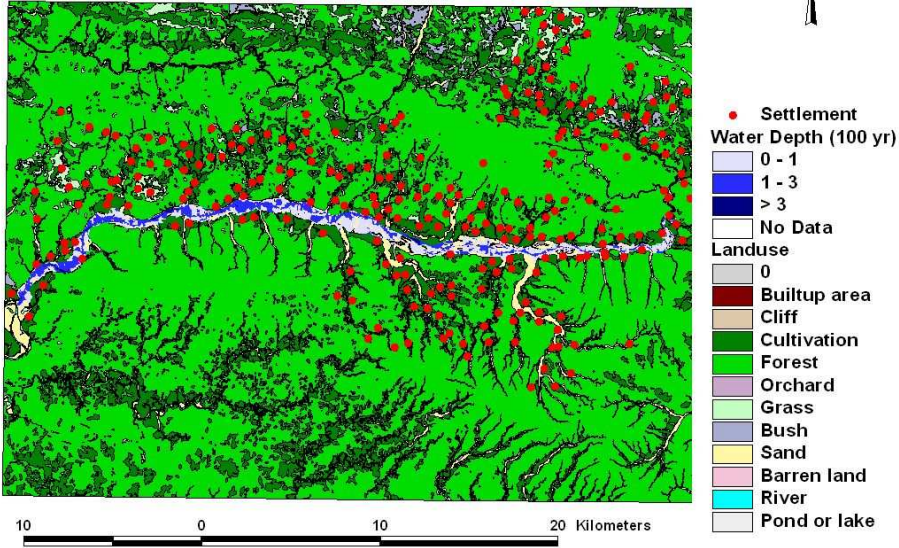 Settlement
Water Depth (100 yr)
0 - 1
1 - 3
> 3
No Data
Landuse
0
Builtup area
Cliff
Cultivation
Forest
Orchard
Grass
Bush
Sand
Barren land
River
Pond or lake
10 0 10 20 Kilometers